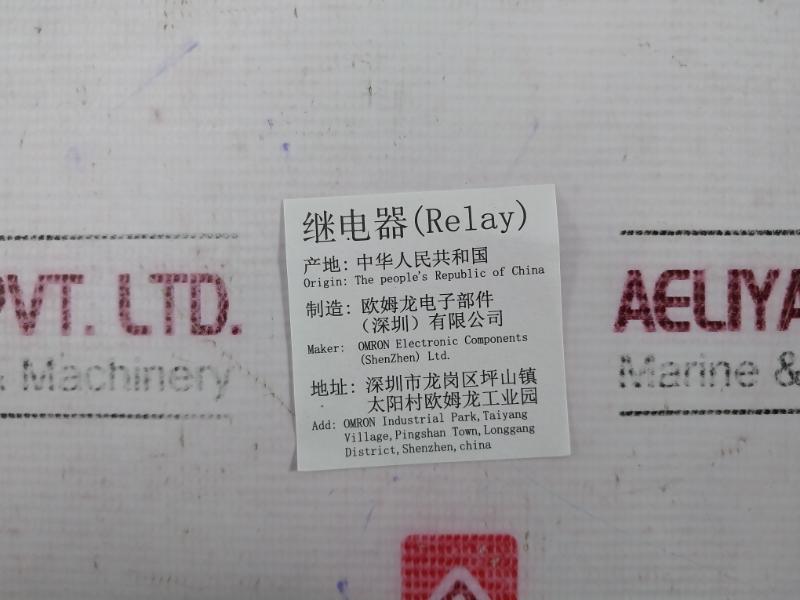 继电器(Relay)
产地: 中华人民共和国
Origin: The people's Republic of China
制造: 欧姆龙电子部件
(深圳)有限公司
Maker: OMRON Electronic Components
(ShenZhen) Ltd.
地址: 深圳市龙岗区坪山镇
太阳村欧姆龙工业园
Add: OMRON Industrial Park,Taiyang
Village,Pingshan Town,Longgang
District,Shenzhen,china
PVT. LTD.
& Machinery
AELIYA
Marine &